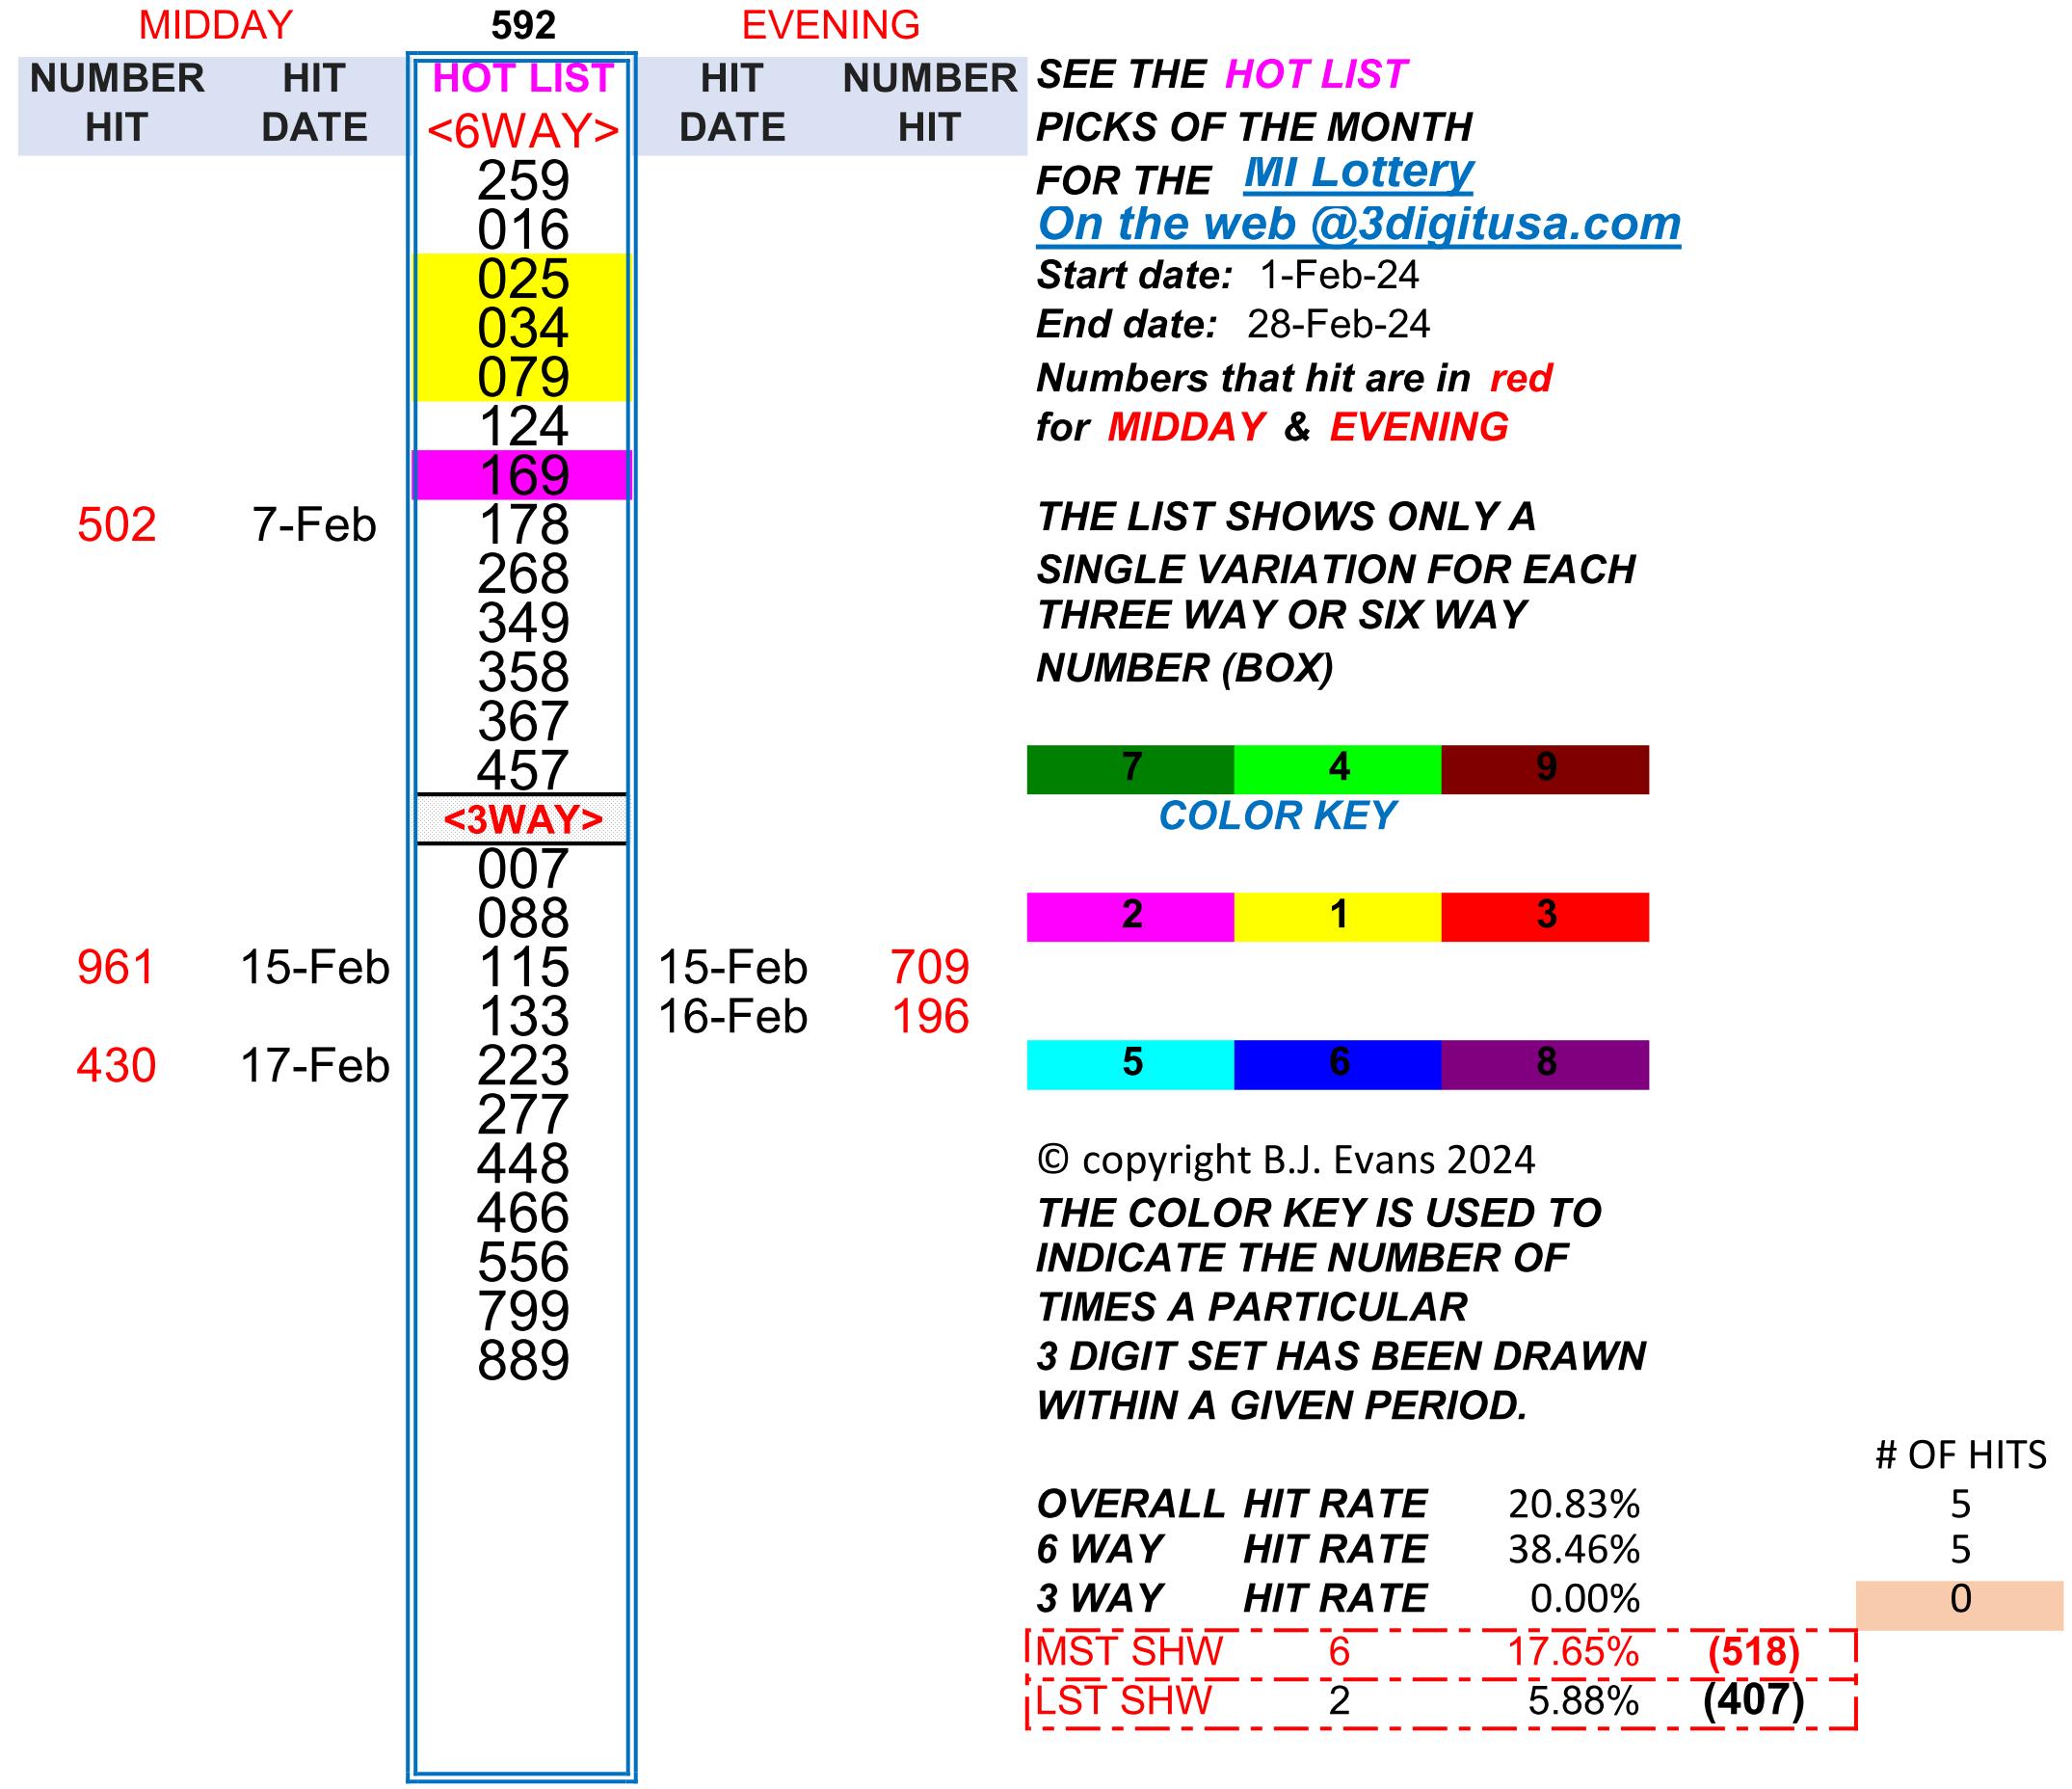 MIDDAY 592 EVENING
NUMBER HIT HOT LIST HIT NUMBER SEE THE HOT LIST
HIT DATE <6WAY> DATE HIT PICKS OF THE MONTH
259 FOR THE MI Lottery
016 On the web @3digitusa.com
025 Start date: 1-Feb-24
034 End date: 28-Feb-24
079 Numbers that hit are in red
124 for MIDDAY & EVENING
169
502 7-Feb 178 THE LIST SHOWS ONLY A
268 SINGLE VARIATION FOR EACH
349 THREE WAY OR SIX WAY
358 NUMBER (BOX)
367
457 7 4 9
<3WAY> COLOR KEY
007
088 2 1 3
961 15-Feb 115 15-Feb 709
133 16-Feb 196
430 17-Feb 223 5 6 8
277
448 © copyright B.J. Evans 2024
466 THE COLOR KEY IS USED TO
556 INDICATE THE NUMBER OF
799 TIMES A PARTICULAR
889 3 DIGIT SET HAS BEEN DRAWN
WITHIN A GIVEN PERIOD.
# OF HITS
OVERALL HIT RATE 20.83% 5
6 WAY HIT RATE 38.46% 5
3 WAY HIT RATE 0.00% 0
MST SHW 6 17.65% (518)
LST SHW 2 5.88% (407)